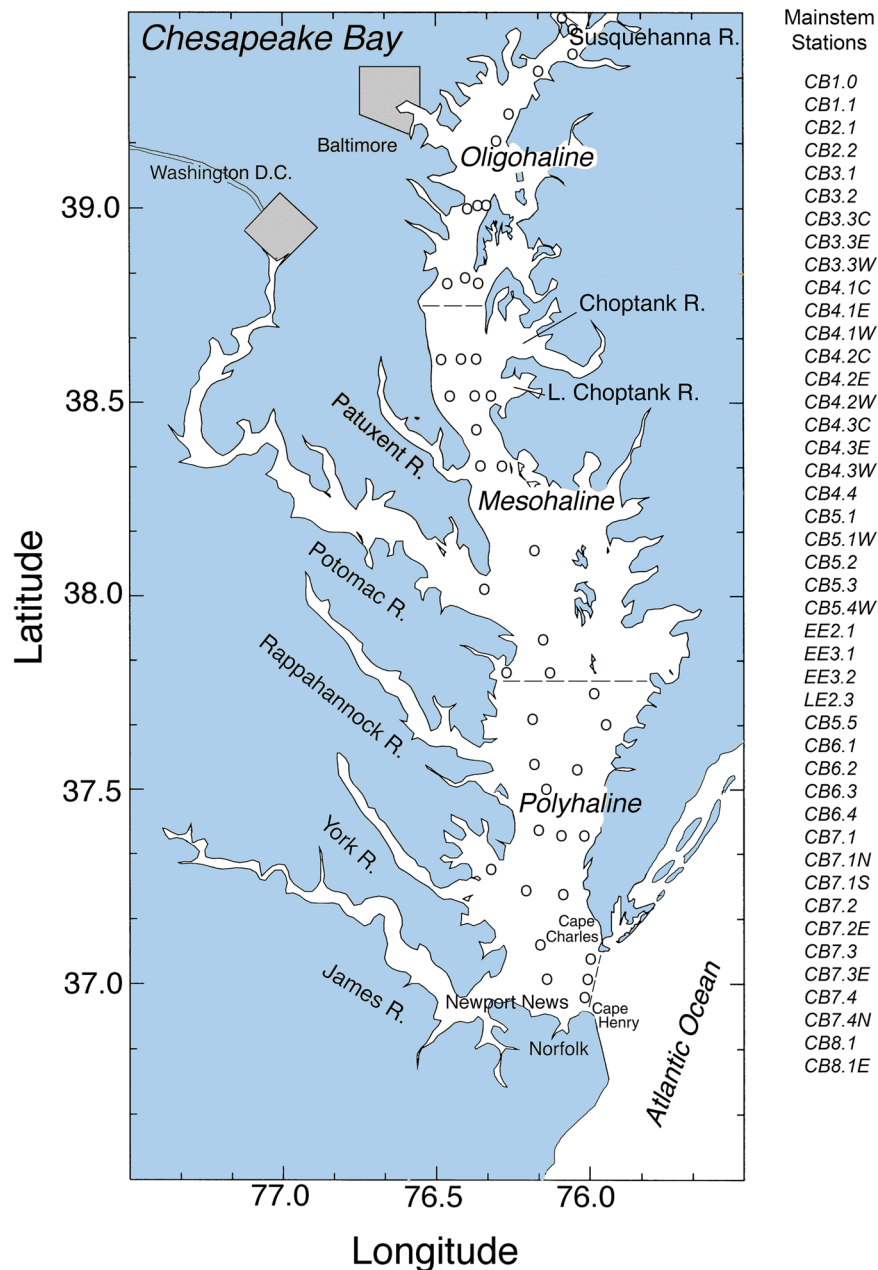 Chesapeake Bay
Susquehanna R.
Baltimore
Oligohaline
Washington D.C.
Choptank R.
L. Choptank R.
Patuxent R.
Mesohaline
Potomac R.
Rappahannock R.
Polyhaline
York R.
Cape
Charles
James R.
Newport News
Cape
Henry
Norfolk
Atlantic Ocean
Latitude
39.0
38.5
38.0
37.5
37.0
77.0
76.5
76.0
Longitude
Mainstem
Stations
CB1.0
CB1.1
CB2.1
CB2.2
CB3.1
CB3.2
CB3.3C
CB3.3E
CB3.3W
CB4.1C
CB4.1E
CB4.1W
CB4.2C
CB4.2E
CB4.2W
CB4.3C
CB4.3E
CB4.3W
CB4.4
CB5.1
CB5.1W
CB5.2
CB5.3
CB5.4W
EE2.1
EE3.1
EE3.2
LE2.3
CB5.5
CB6.1
CB6.2
CB6.3
CB6.4
CB7.1
CB7.1N
CB7.1S
CB7.2
CB7.2E
CB7.3
CB7.3E
CB7.4
CB7.4N
CB8.1
CB8.1E